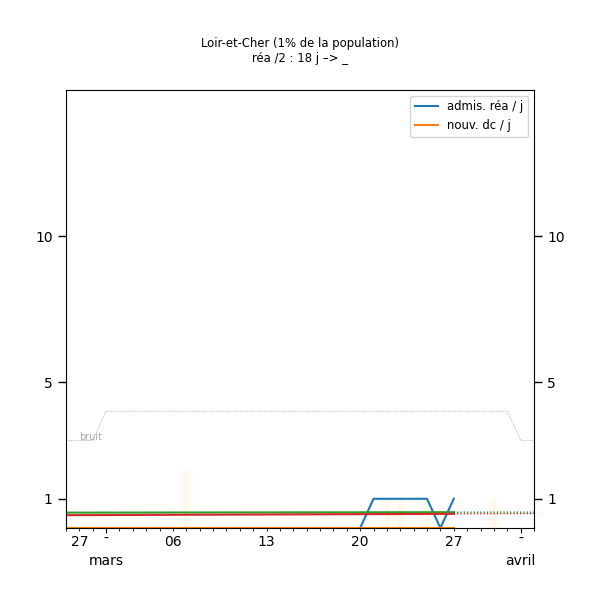 Loir-et-Cher (1% de la population)
réa /2 : 18 j –> _
admis. réa / j
nouv. dc / j
10 10
5 5
bruit
1 1
27 - 06 13 20 27 -
mars avril